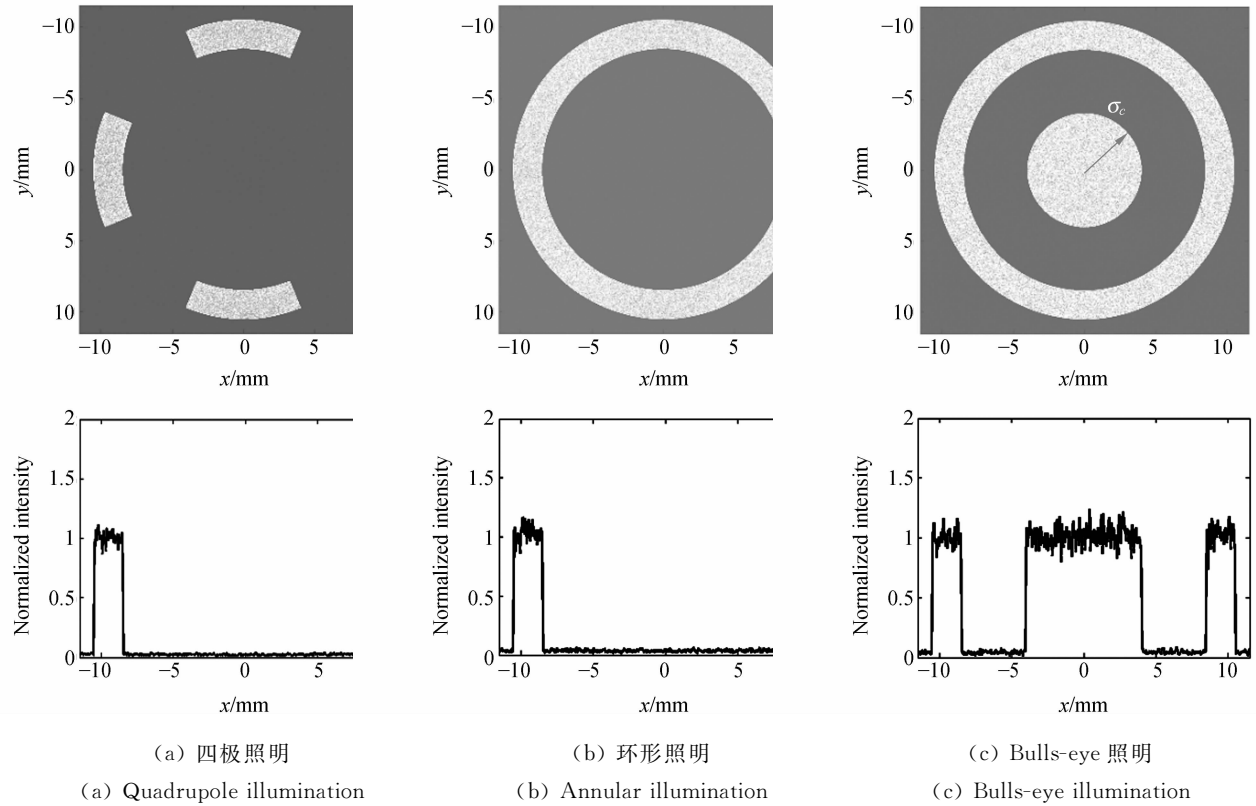 −10
−5
0
5
10
y/mm
−10 −5 0 5
x/mm
−10
−5
0
5
10
y/mm
−10 −5 0 5
x/mm
σc
−10
−5
0
5
10
y/mm
−10 −5 0 5 10
x/mm
2
1.5
1
0.5
0
Normalized intensity
−10 −5 0 5
x/mm
2
1.5
1
0.5
0
Normalized intensity
−10 −5 0 5
x/mm
2
1.5
1
0.5
0
Normalized intensity
−10 −5 0 5 10
x/mm
(a) 四极照明
(a) Quadrupole illumination
(b) 环形照明
(b) Annular illumination
(c) Bulls-eye 照明
(c) Bulls-eye illumination